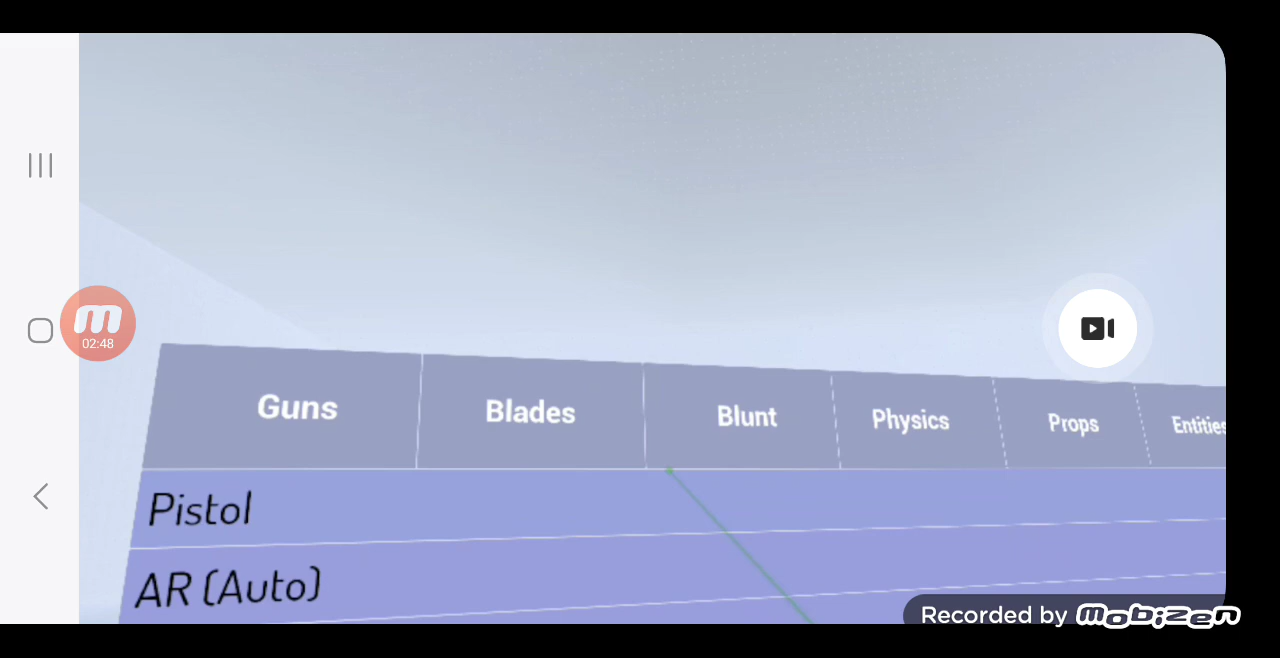 02:48
Guns
Blades
Blunt
Physics
Props
Entities
Pistol
AR (Auto)
Recorded by mobizen